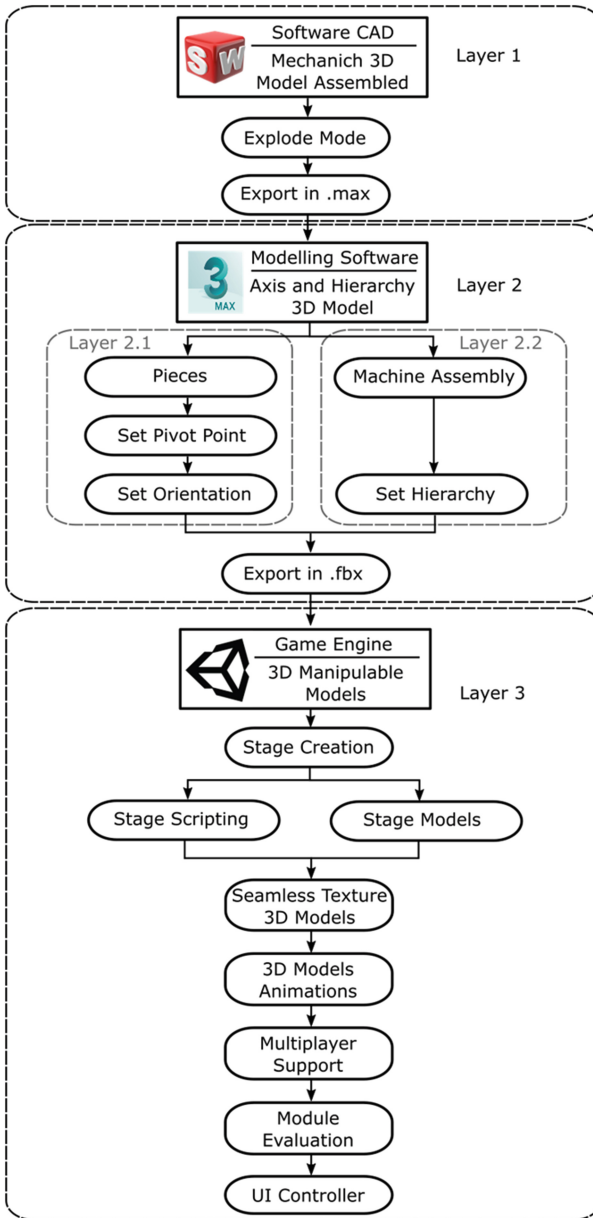 Software CAD
Mechanich 3D
Model Assembled
Layer 1
SW
Explode Mode
Export in .max
Modelling Software
Axis and Hierarchy
3D Model
Layer 2
3
MAX
Layer 2.1
Layer 2.2
Pieces
Machine Assembly
Set Pivot Point
Set Orientation
Set Hierarchy
Export in .fbx
Game Engine
3D Manipulable
Models
Layer 3
Stage Creation
Stage Scripting
Stage Models
Seamless Texture
3D Models
3D Models
Animations
Multiplayer
Support
Module
Evaluation
UI Controller